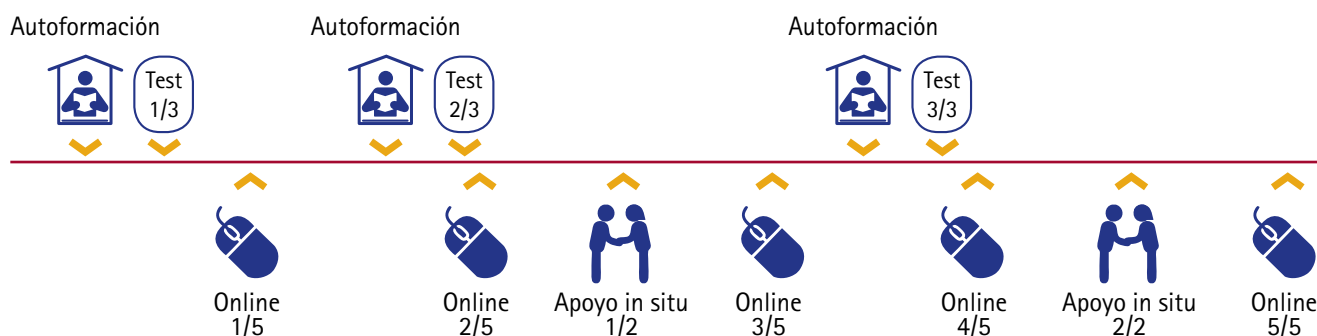 Autoformación
Autoformación
Autoformación
Test
1/3
Test
2/3
Test
3/3
Online
1/5
Online
2/5
Apoyo in situ
1/2
Online
3/5
Online
4/5
Apoyo in situ
2/2
Online
5/5